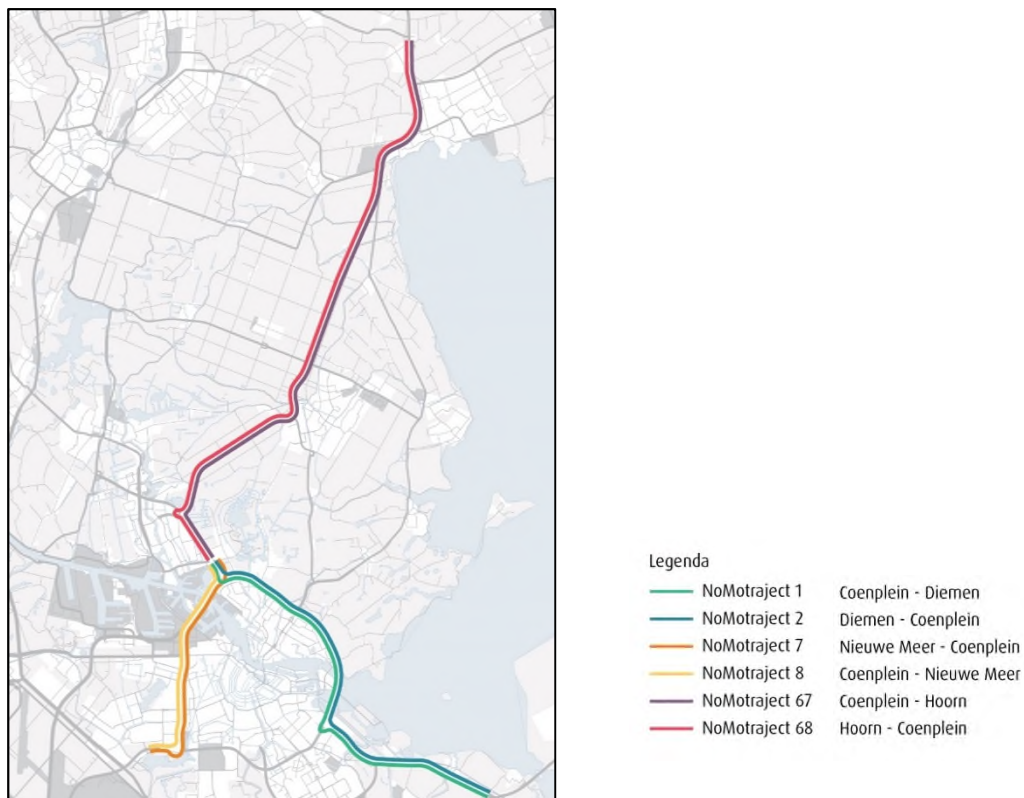 Legenda
NoMotraject 1 Coenplein - Diemen
NoMotraject 2 Diemen - Coenplein
NoMotraject 7 Nieuwe Meer - Coenplein
NoMotraject 8 Coenplein - Nieuwe Meer
NoMotraject 67 Coenplein - Hoorn
NoMotraject 68 Hoorn - Coenplein